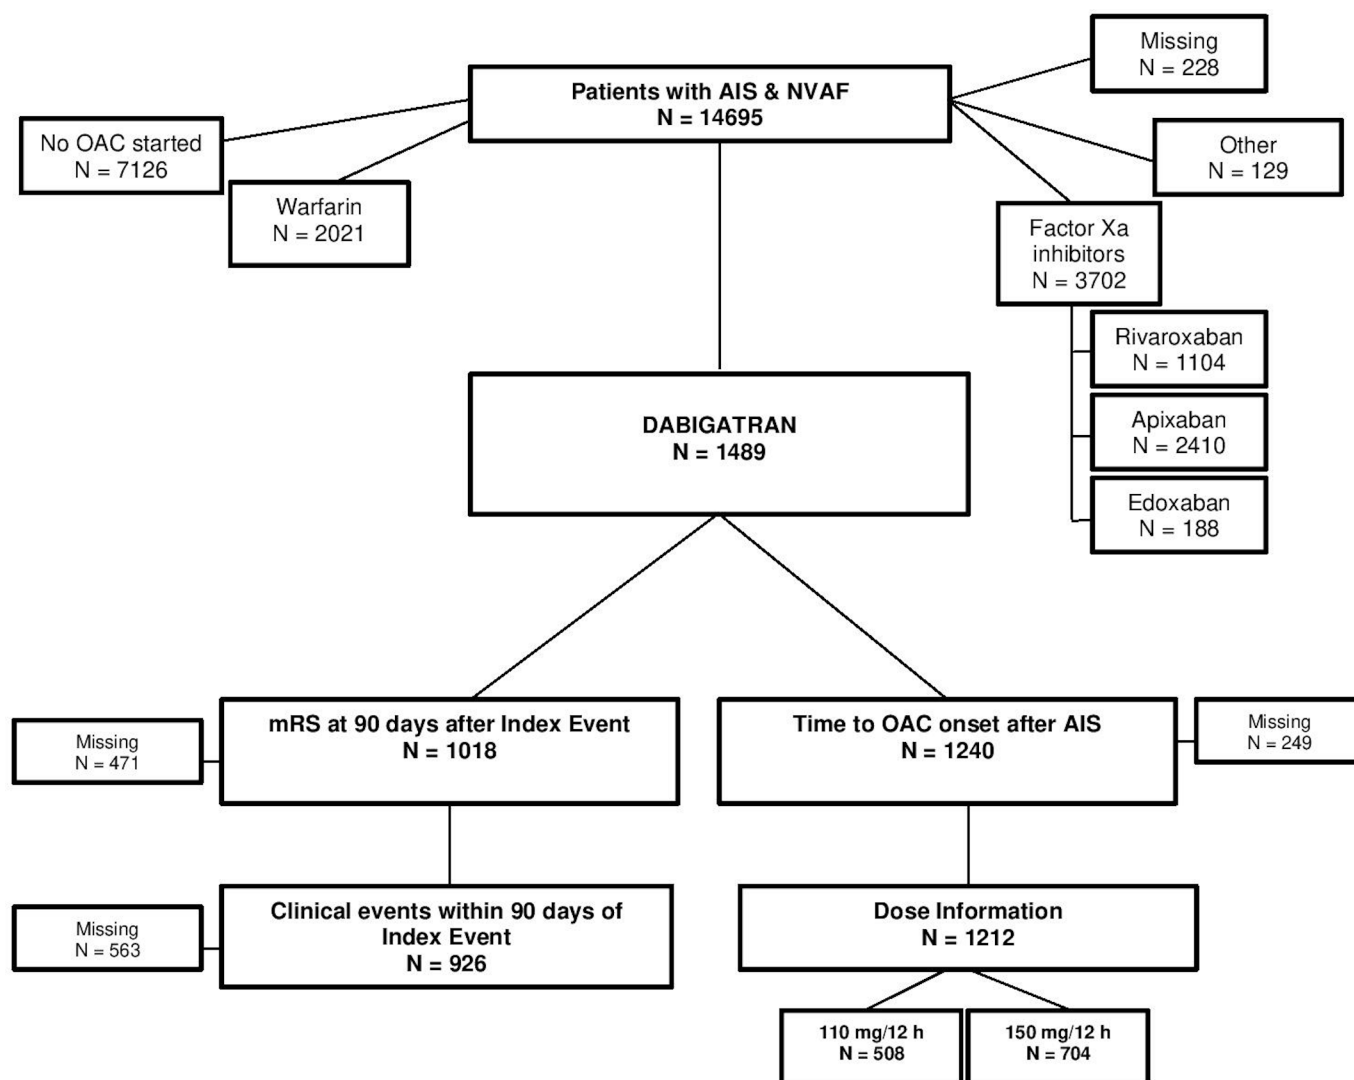 Missing
N = 228
Patients with AIS & NVAF
N = 14695
No OAC started
N = 7126
Other
N = 129
Warfarin
N = 2021
Factor Xa
inhibitors
N = 3702
Rivaroxaban
N = 1104
Apixaban
N = 2410
Edoxaban
N = 188
DABIGATRAN
N = 1489
mRS at 90 days after Index Event
N = 1018
Missing
N = 471
Time to OAC onset after AIS
N = 1240
Missing
N = 249
Clinical events within 90 days of
Index Event
N = 926
Missing
N = 563
Dose Information
N = 1212
110 mg/12 h
N = 508
150 mg/12 h
N = 704